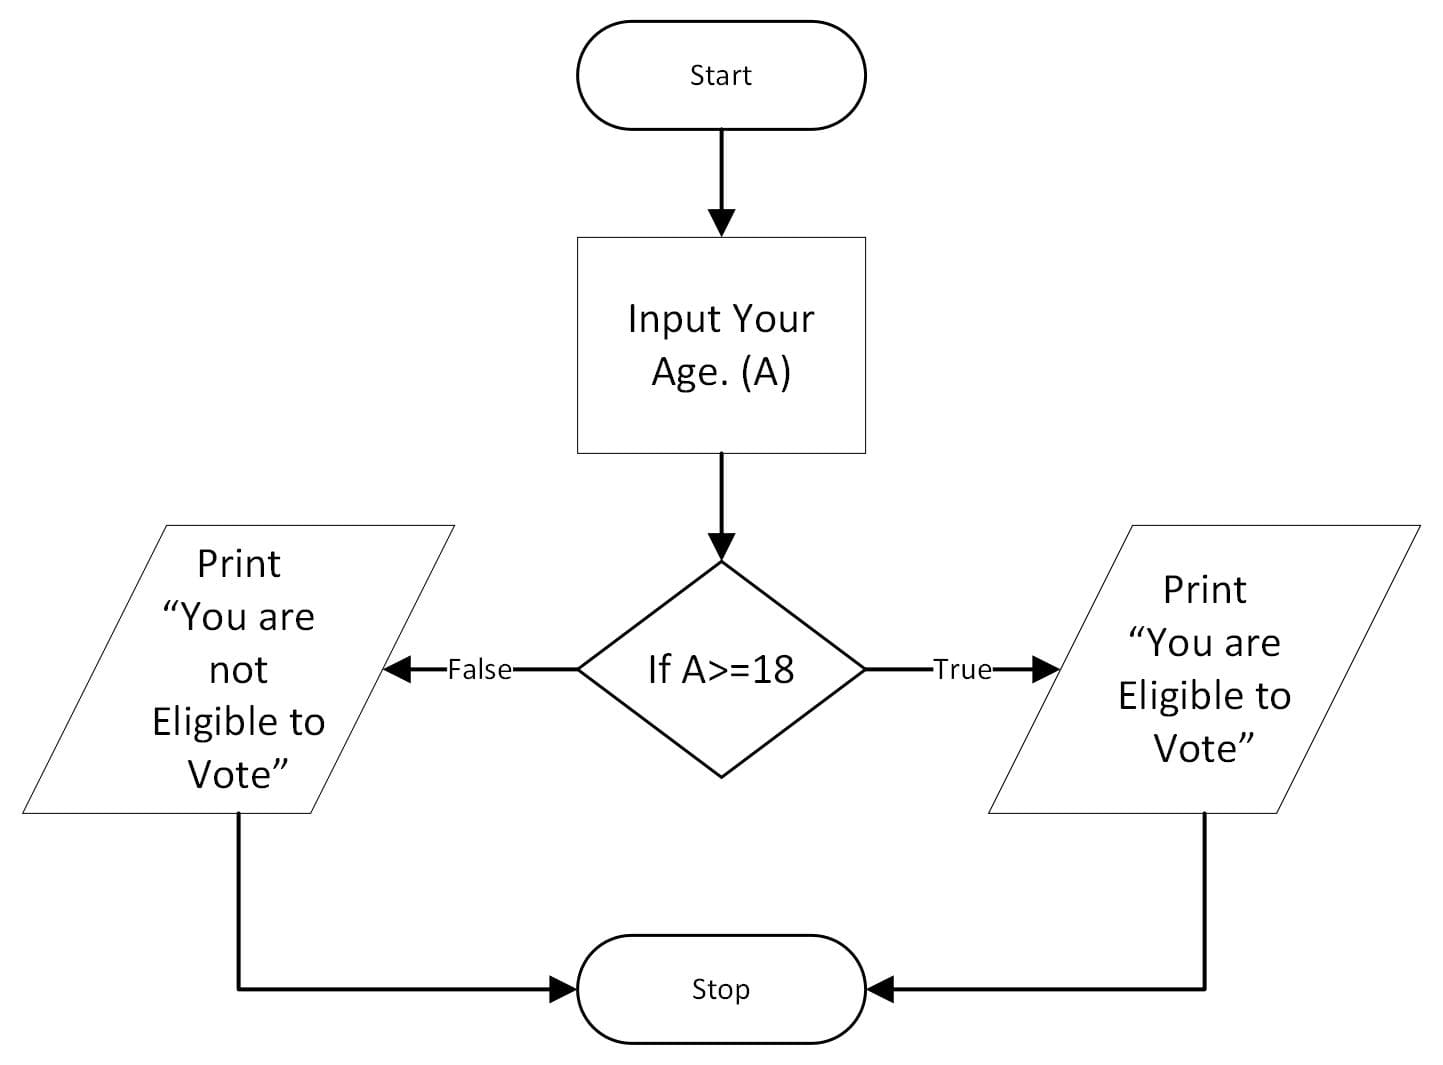 Start
Input Your
Age. (A)
If A>=18
False
True
Print
“You are
not
Eligible to
Vote”
Print
“You are
Eligible to
Vote”
Stop